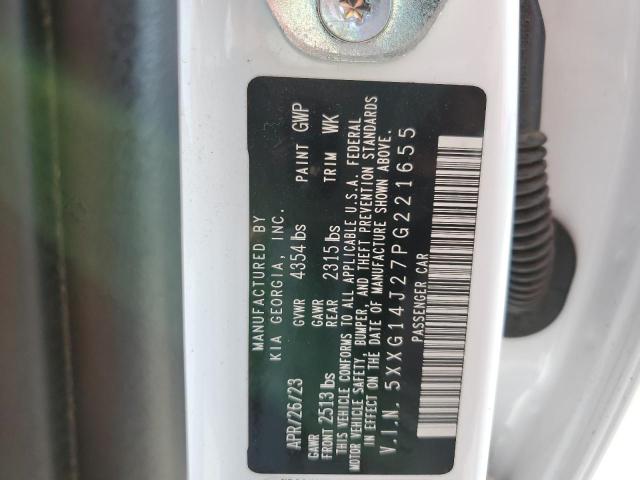 MANUFACTURED BY
KIA GEORGIA, INC.
APR/26/23 GVWR 4354 lbs PAINT GWP
GAWR FRONT 2513 lbs GAWR REAR 2315 lbs TRIM WK
THIS VEHICLE CONFORMS TO ALL APPLICABLE U.S.A. FEDERAL
MOTOR VEHICLE SAFETY, BUMPER, AND THEFT PREVENTION STANDARDS
IN EFFECT ON THE DATE OF MANUFACTURE SHOWN ABOVE.
V.I.N. 5XXG14J27PG221655
PASSENGER CAR